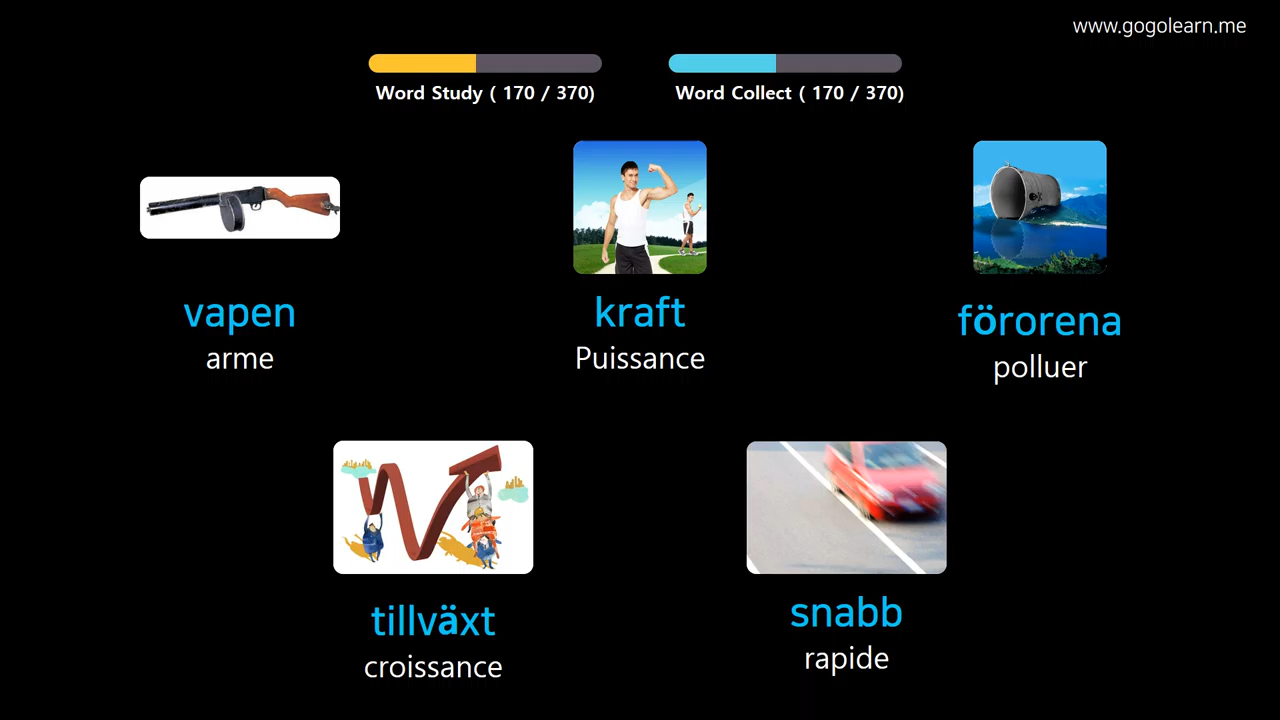 www.gogolearn.me
Word Study ( 170 / 370)
Word Collect ( 170 / 370)
vapen
arme
kraft
Puissance
förorena
polluer
tillväxt
croissance
snabb
rapide